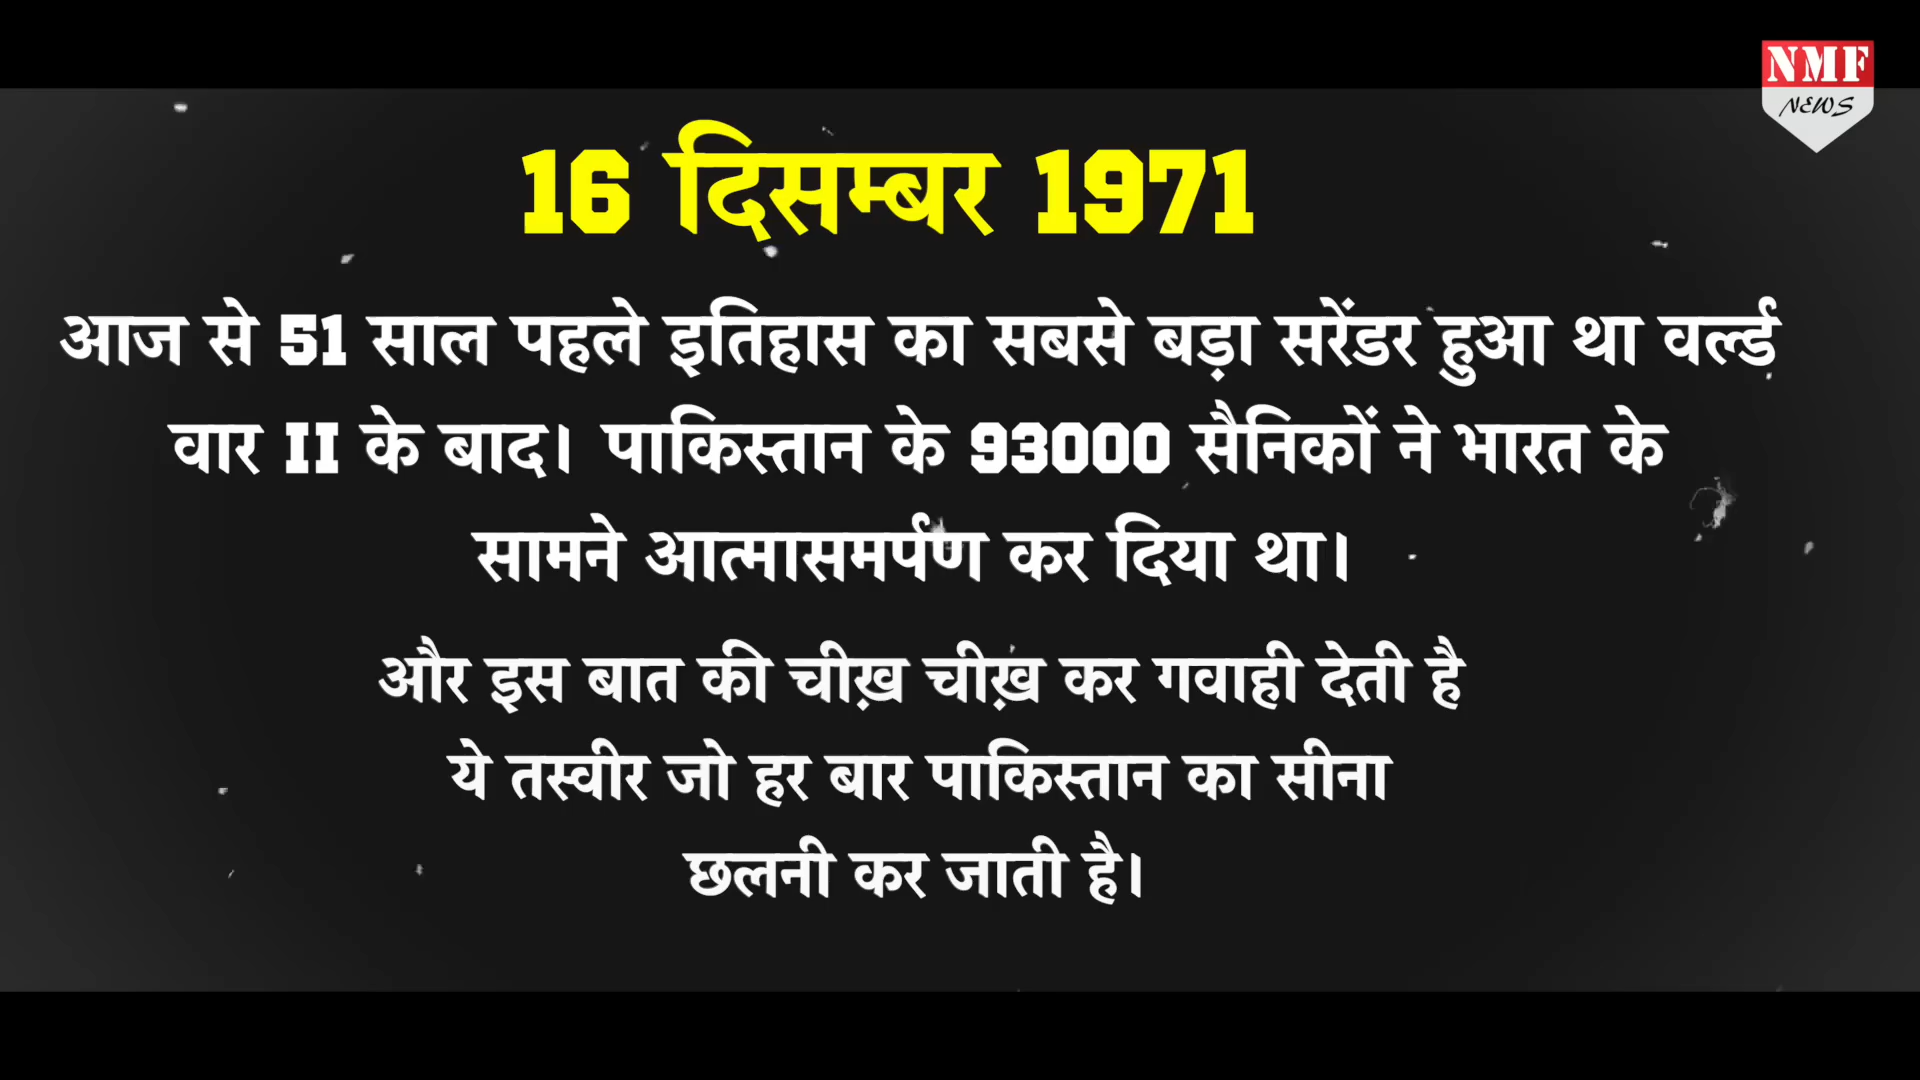 NMF
NEWS
16 दिसम्बर 1971
आज से 51 साल पहले इतिहास का सबसे बड़ा सरेंडर हुआ था वर्ल्ड
वार II के बाद। पाकिस्तान के 93000 सैनिकों ने भारत के
सामने आत्मासमर्पण कर दिया था।
और इस बात की चीख़ चीख़ कर गवाही देती है
ये तस्वीर जो हर बार पाकिस्तान का सीना
छलनी कर जाती है।